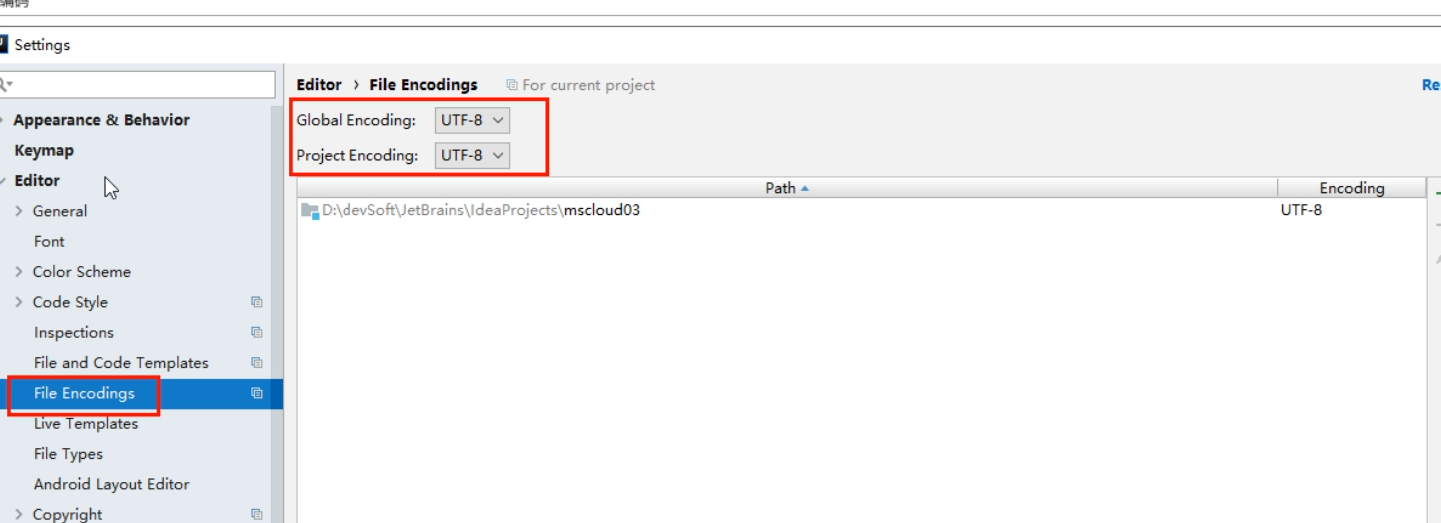 编码
Settings
Editor › File Encodings For current project
Re
Global Encoding: UTF-8
Project Encoding: UTF-8
Path Encoding
D:\devSoft\JetBrains\IdeaProjects\mscloud03 UTF-8
Appearance & Behavior
Keymap
Editor
General
Font
Color Scheme
Code Style
Inspections
File and Code Templates
File Encodings
Live Templates
File Types
Android Layout Editor
Copyright